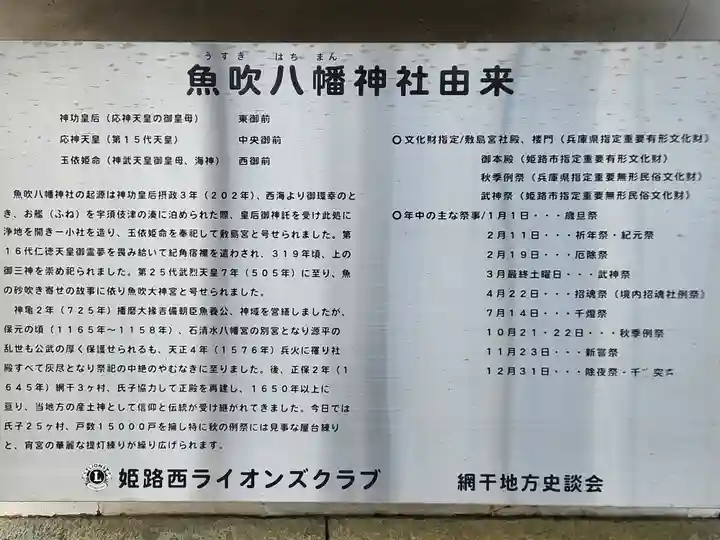 うすき はちまん
魚吹八幡神社由来
神功皇后（応神天皇の御皇母） 東御前
応神天皇（第１５代天皇） 中央御前
玉依姫命（神武天皇御皇母、海神） 西御前
魚吹八幡神社の起源は神功皇后摂政３年（２０２年）、西海より御環幸のと
き、お艦（ふね）を宇須伎津の湊に泊められた際、皇后御神託を受け此処に
浄地を開き一小社を造り、玉依姫命を奉祀して敷島宮と号せられました。第
１６代仁徳天皇御霊夢を畏み給いて紀角宿禰を遣わされ、３１９年頃、上の
御三神を崇め祀られました。第２５代武烈天皇７年（５０５年）に至り、魚
の砂吹き寄せの故事に依り魚吹大神宮と号せられました。
神亀２年（７２５年）播磨大掾吉備朝臣魚養公、神域を営繕しましたが、
保元の頃（１１６５年～１１５８年）、石清水八幡宮の別宮となり源平の
乱世も公武の厚く保護せられるも、天正４年（１５７６年）兵火に罹り社
殿すべて灰尽となり祭祀の中絶のやむなきに至りました。後、正保２年（１
６４５年）網干３ヶ村、氏子協力して正殿を再建し、１６５０年以上に
亘り、当地方の産土神として信仰と伝統が受け継がれてきました。今日では
氏子２５ヶ村、戸数１５０００戸を擁し特に秋の例祭には見事な屋台練り
と、宵宮の華麗な提灯練りが繰り広げられます。
〇文化財指定/敷島宮社殿、楼門（兵庫県指定重要有形文化財）
御本殿（姫路市指定重要有形文化財）
秋季例祭（兵庫県指定重要無形民俗文化財）
武神祭（姫路市指定重要無形民俗文化財）
〇年中の主な祭事/１月１日・・・歳旦祭
２月１１日・・・祈年祭・紀元祭
２月１９日・・・厄除祭
３月最終土曜日・・・武神祭
４月２２日・・・招魂祭（境内招魂社例祭）
７月１４日・・・千燈祭
１０月２１・２２日・・・秋季例祭
１１月２３日・・・新嘗祭
１２月３１日・・・除夜祭・千
LIONS
L
姫路西ライオンズクラブ
網干地方史談会